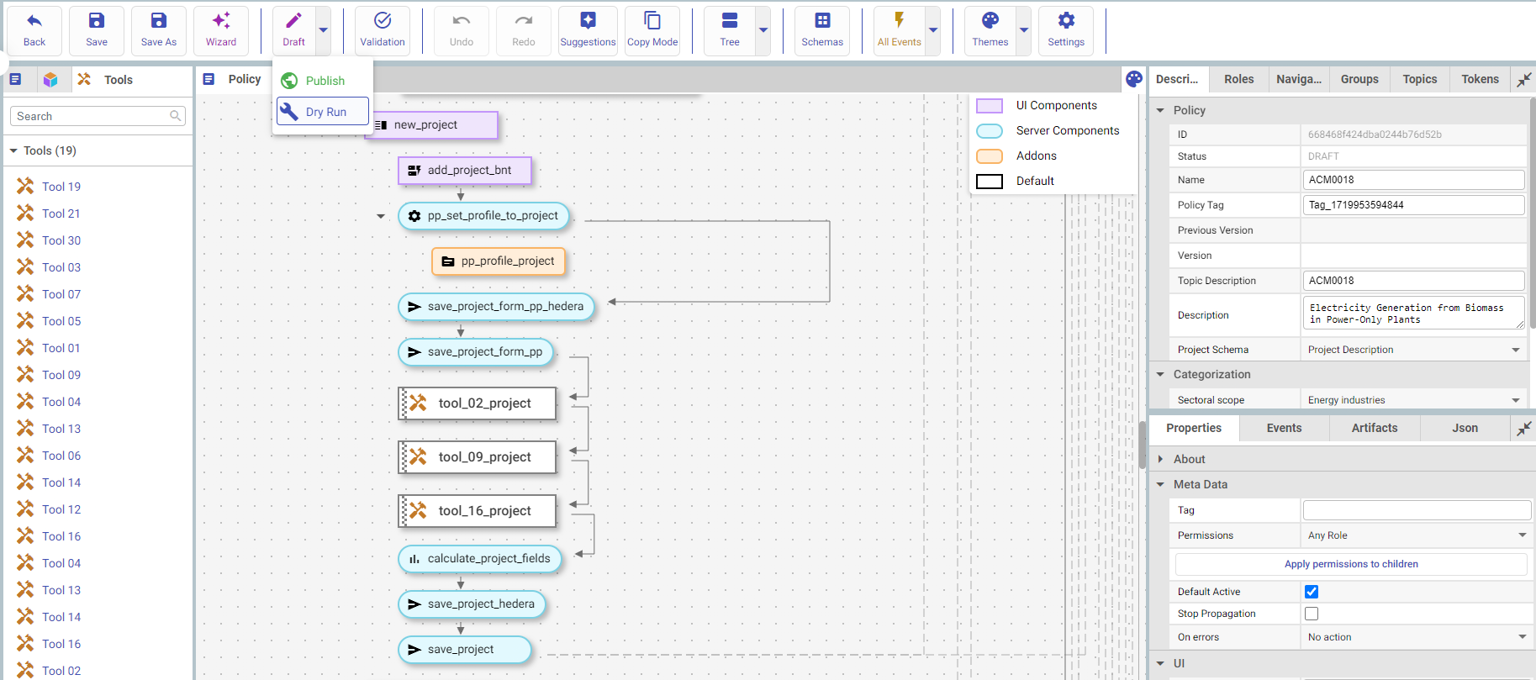 Back
Save
Save As
Wizard
Draft
Validation
Undo
Redo
Suggestions
Copy Mode
Tree
Schemas
All Events
Themes
Settings
Publish
Dry Run
Tools
Search
Tools (19)
Tool 19
Tool 21
Tool 30
Tool 03
Tool 07
Tool 05
Tool 01
Tool 09
Tool 04
Tool 13
Tool 06
Tool 14
Tool 12
Tool 16
Tool 04
Tool 13
Tool 14
Tool 16
Tool 02
Policy
new_project
add_project_bnt
pp_set_profile_to_project
pp_profile_project
save_project_form_pp_hedera
save_project_form_pp
tool_02_project
tool_09_project
tool_16_project
calculate_project_fields
save_project_hedera
save_project
UI Components
Server Components
Addons
Default
Descri...
Roles
Naviga...
Groups
Topics
Tokens
Policy
ID 668468f424dba0244b76d52b
Status DRAFT
Name ACM0018
Policy Tag Tag_1719953594844
Previous Version
Version
Topic Description ACM0018
Description Electricity Generation from Biomass
in Power-Only Plants
Project Schema Project Description
Categorization
Sectoral scope Energy industries
Properties
Events
Artifacts
Json
About
Meta Data
Tag
Permissions Any Role
Apply permissions to children
Default Active
Stop Propagation
On errors No action
UI